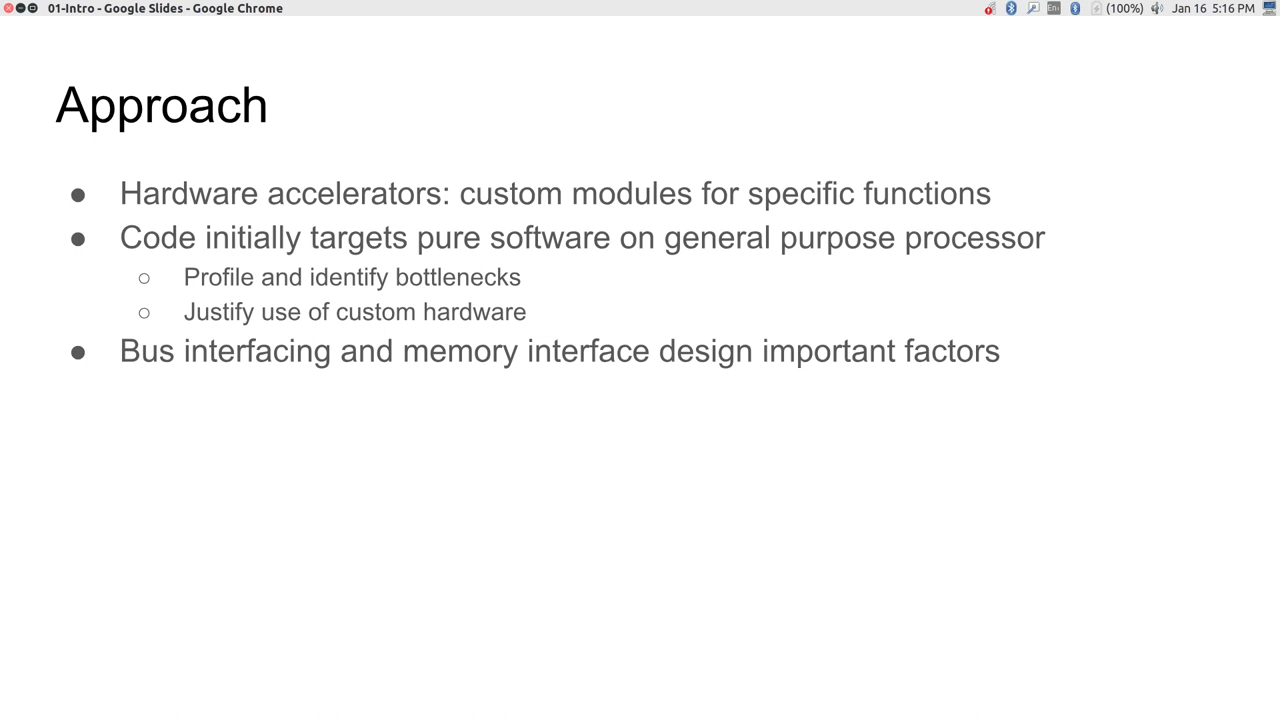 01-Intro - Google Slides - Google Chrome
En
(100%)
Jan 16 5:16 PM
Approach
● Hardware accelerators: custom modules for specific functions
● Code initially targets pure software on general purpose processor
○ Profile and identify bottlenecks
○ Justify use of custom hardware
● Bus interfacing and memory interface design important factors